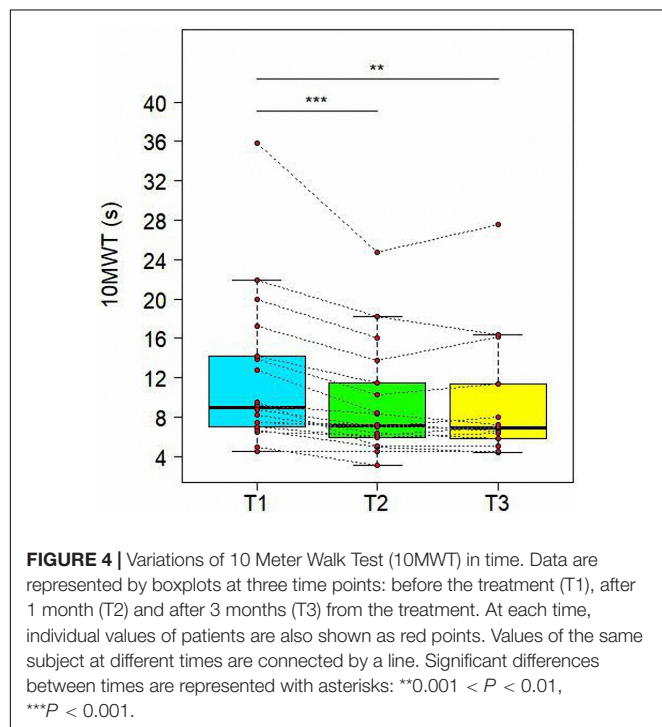 **
***
40
36
32
28
24
20
16
12
8
4
10MWT (s)
T1 T2 T3
FIGURE 4 | Variations of 10 Meter Walk Test (10MWT) in time. Data are
represented by boxplots at three time points: before the treatment (T1), after
1 month (T2) and after 3 months (T3) from the treatment. At each time,
individual values of patients are also shown as red points. Values of the same
subject at different times are connected by a line. Significant differences
between times are represented with asterisks: **0.001 < P < 0.01,
***P < 0.001.